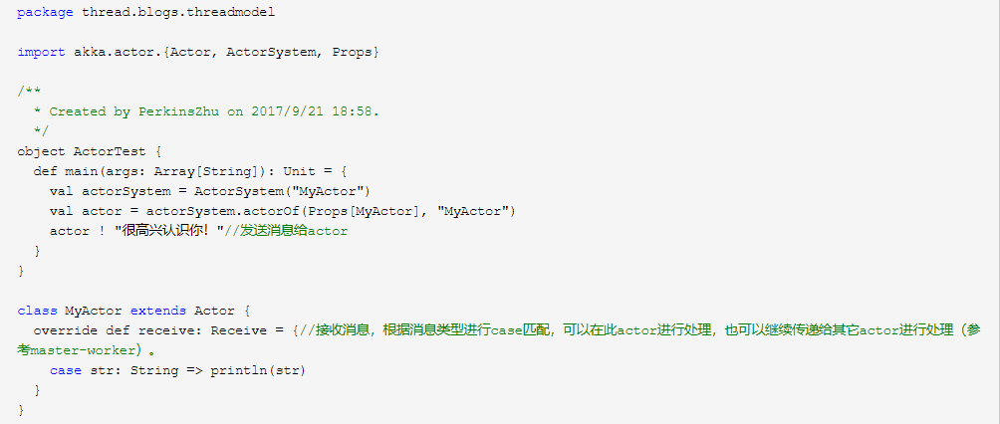 package thread.blogs.threadmodel
import akka.actor.{Actor, ActorSystem, Props}
/**
* Created by PerkinsZhu on 2017/9/21 18:58.
*/
object ActorTest {
def main(args: Array[String]): Unit = {
val actorSystem = ActorSystem("MyActor")
val actor = actorSystem.actorOf(Props[MyActor], "MyActor")
actor ! "很高兴认识你！"//发送消息给actor
}
}
class MyActor extends Actor {
override def receive: Receive = {//接收消息，根据消息类型进行case匹配，可以在此actor进行处理，也可以继续传递给其它actor进行处理（参
考master-worker）。
case str: String => println(str)
}
}